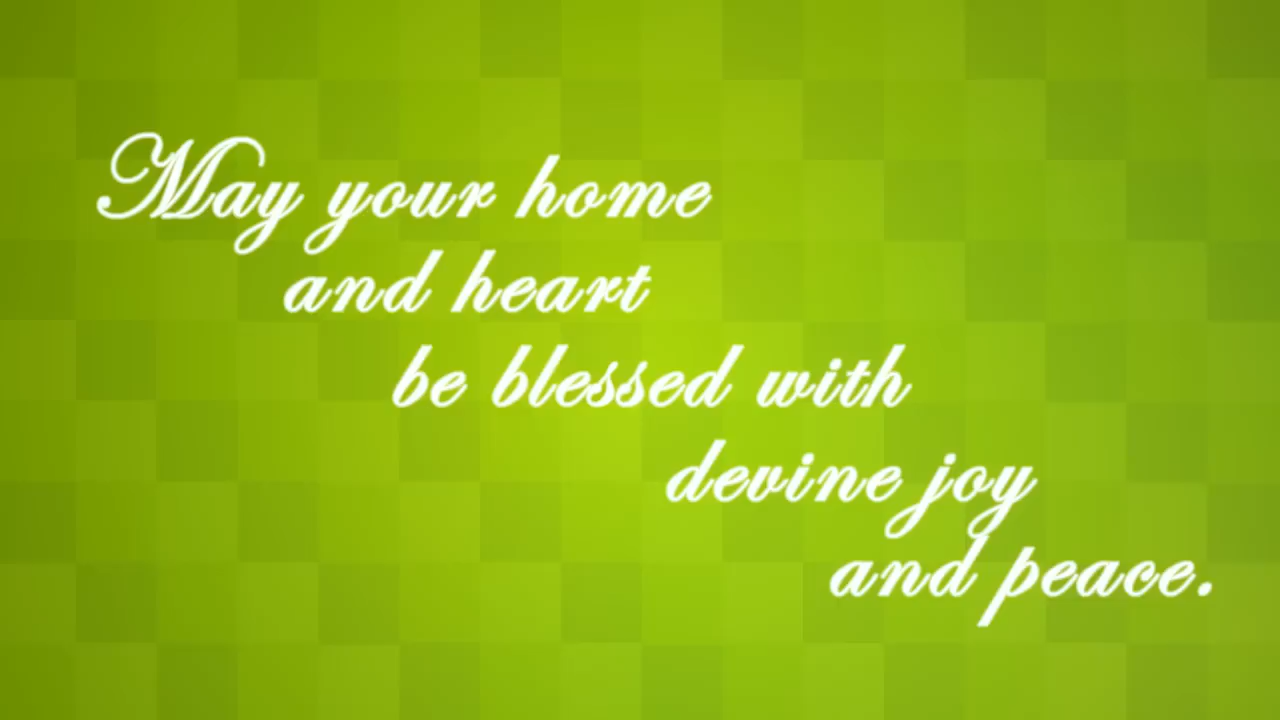 May your home
and heart
be blessed with
devine joy
and peace.